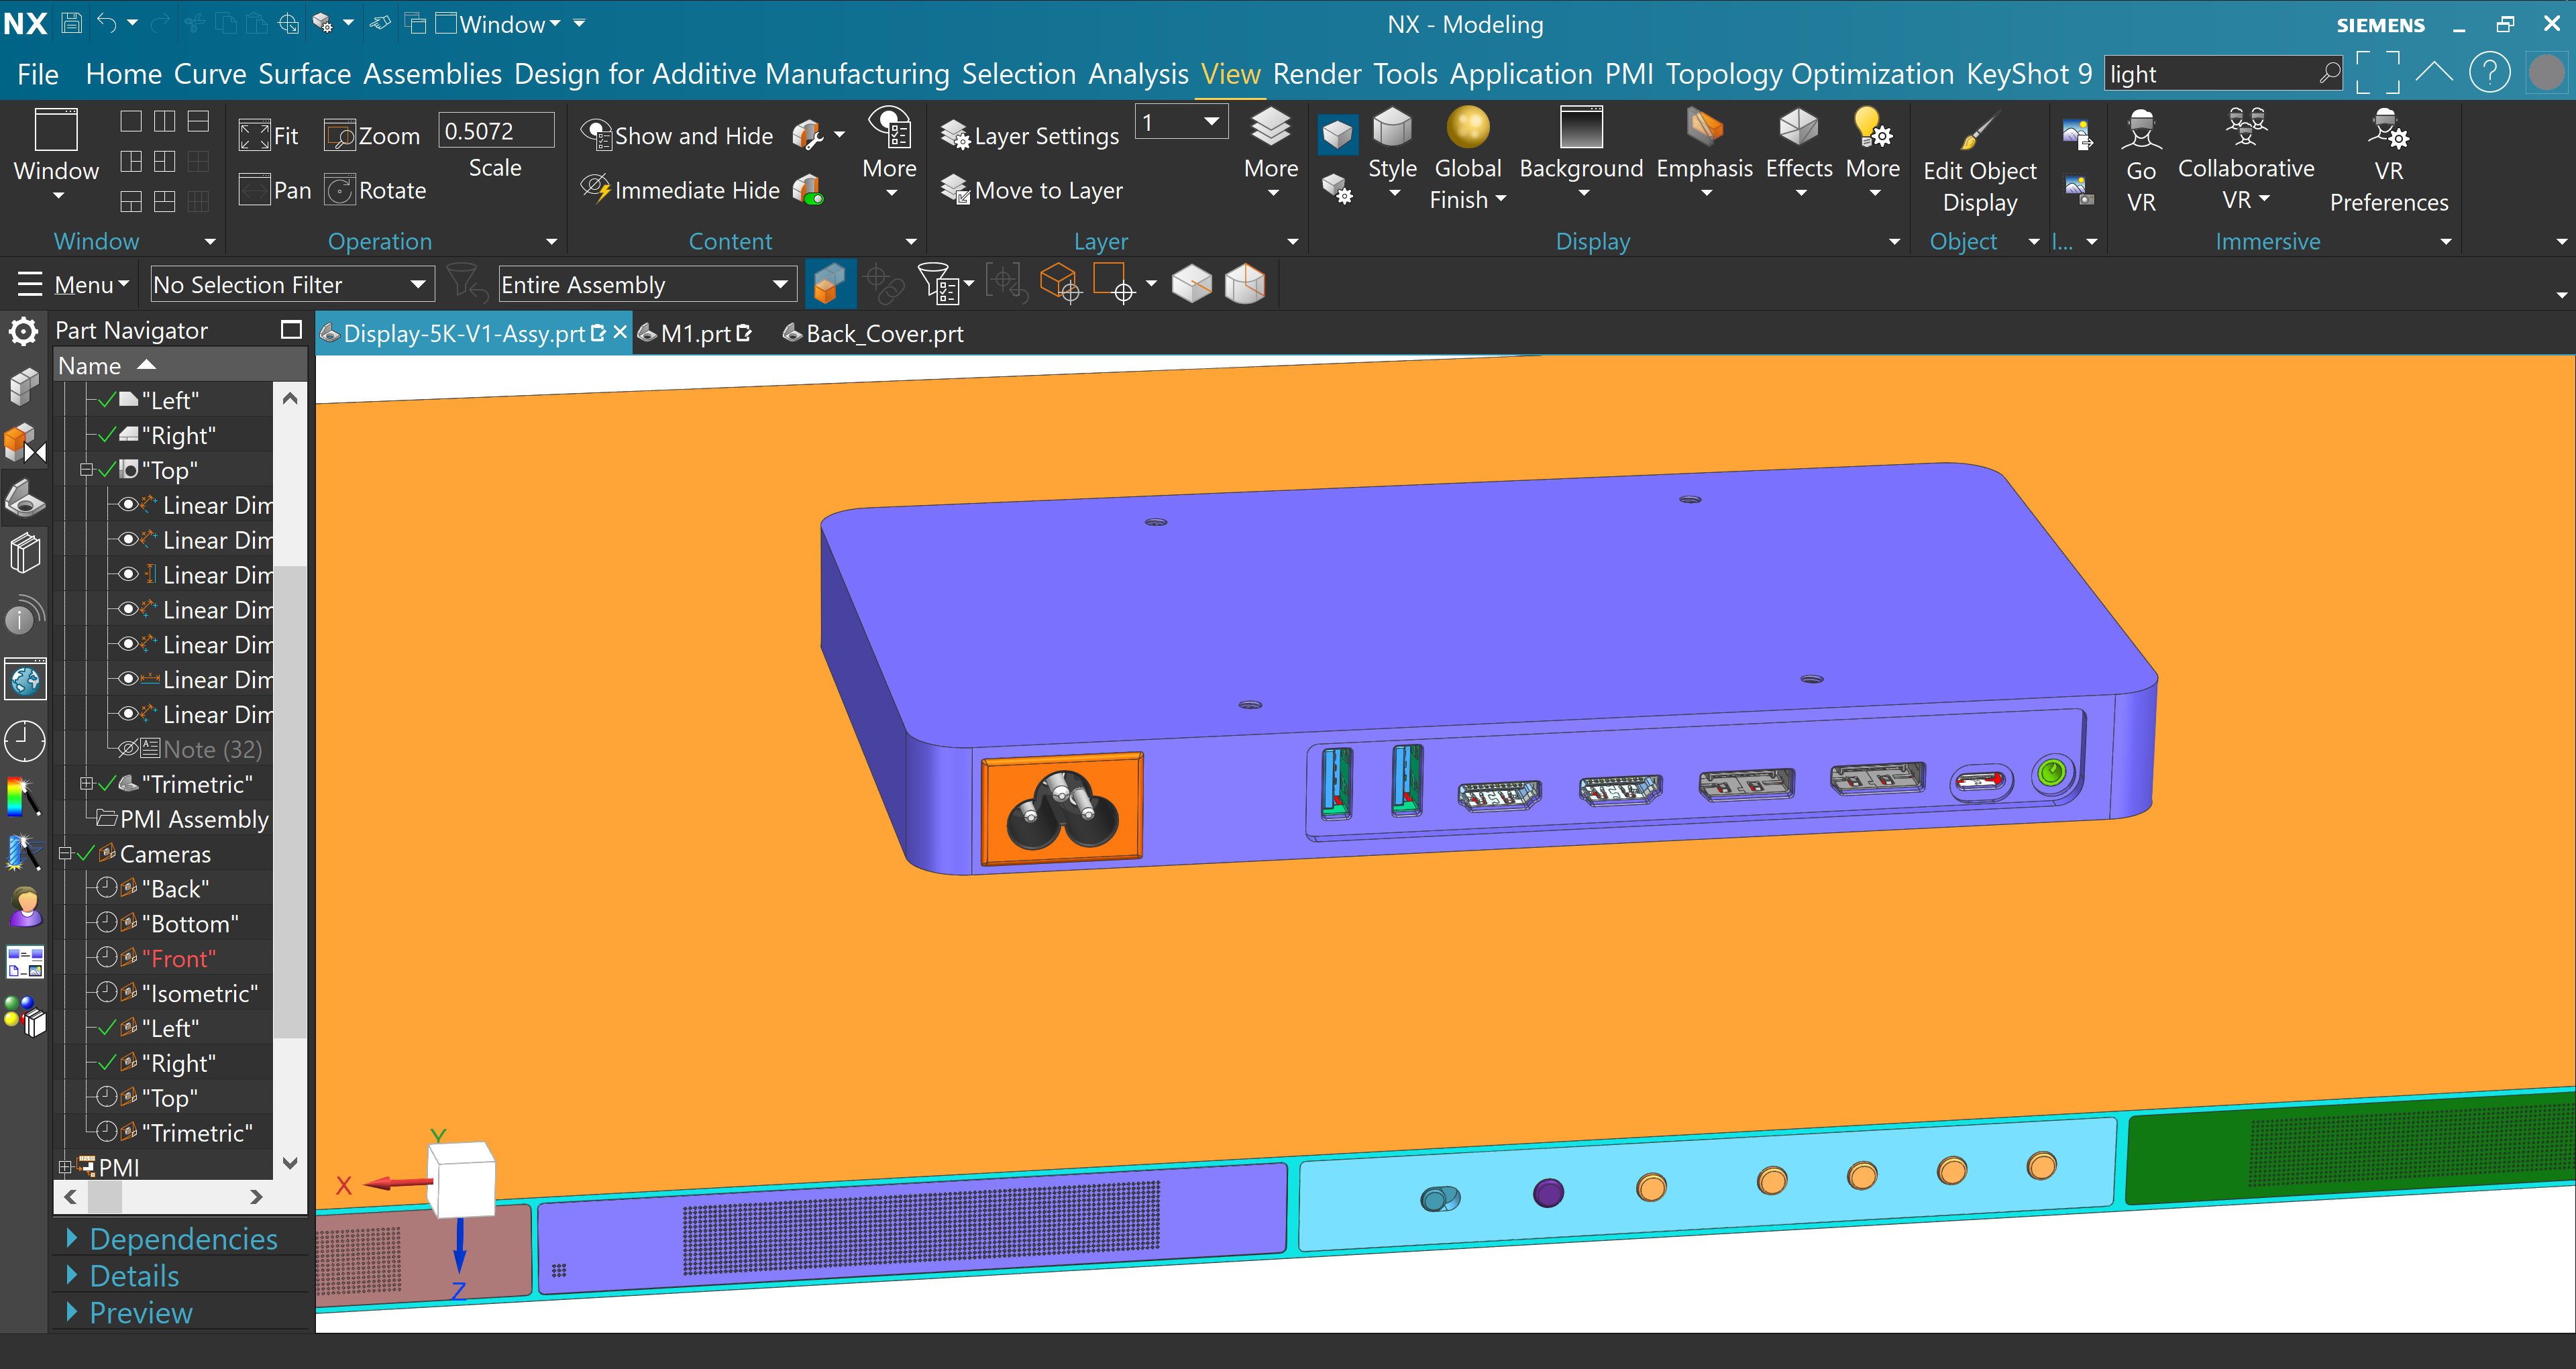 NX Window NX - Modeling SIEMENS
File Home Curve Surface Assemblies Design for Additive Manufacturing Selection Analysis View Render Tools Application PMI Topology Optimization KeyShot 9 light
Window
Fit Zoom 0.5072
Pan Rotate Scale
Show and Hide
Immediate Hide
More
Layer Settings 1
Move to Layer
More
Style
Global
Finish
Background
Emphasis
Effects
More
Edit Object
Display
Go
VR
Collaborative
VR
VR
Preferences
Window Operation Content Layer Display Object I... Immersive
Menu No Selection Filter Entire Assembly
Part Navigator
Display-5K-V1-Assy.prt M1.prt Back_Cover.prt
Name
"Left"
"Right"
"Top"
Linear Dim
Linear Dim
Linear Dim
Linear Dim
Linear Dim
Linear Dim
Linear Dim
Note (32)
"Trimetric"
PMI Assembly
Cameras
"Back"
"Bottom"
"Front"
"Isometric"
"Left"
"Right"
"Top"
"Trimetric"
PMI
Dependencies
Details
Preview
Y
X
Z